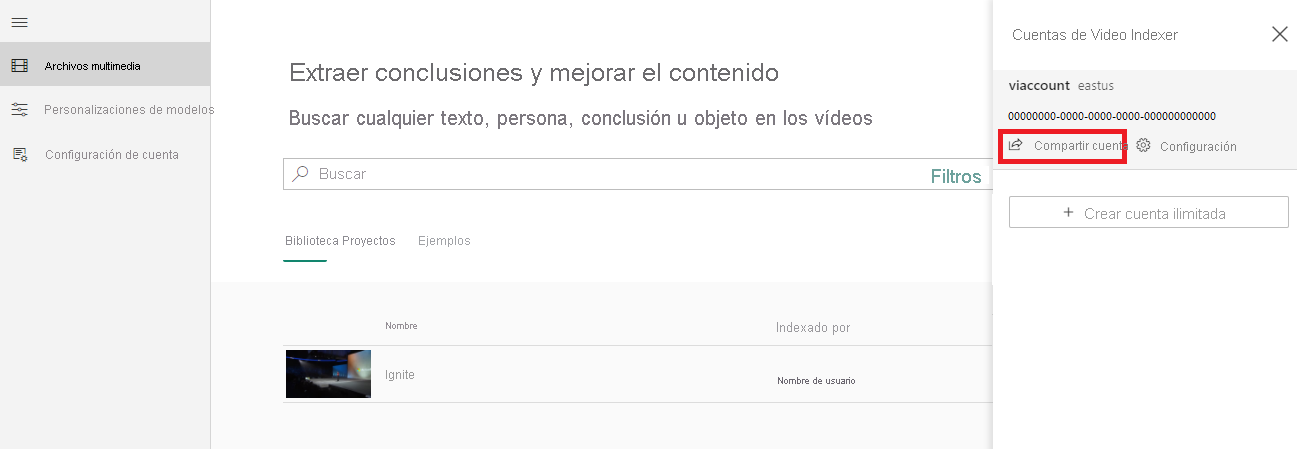 Archivos multimedia
Personalizaciones de modelos
Configuración de cuenta
Extraer conclusiones y mejorar el contenido
Buscar cualquier texto, persona, conclusión u objeto en los vídeos
Buscar
Filtros
Biblioteca Proyectos Ejemplos
Nombre Indexado por
Ignite
Nombre de usuario
Cuentas de Video Indexer
viaccount eastus
00000000-0000-0000-0000-000000000000
Compartir cuenta Configuración
+ Crear cuenta ilimitada